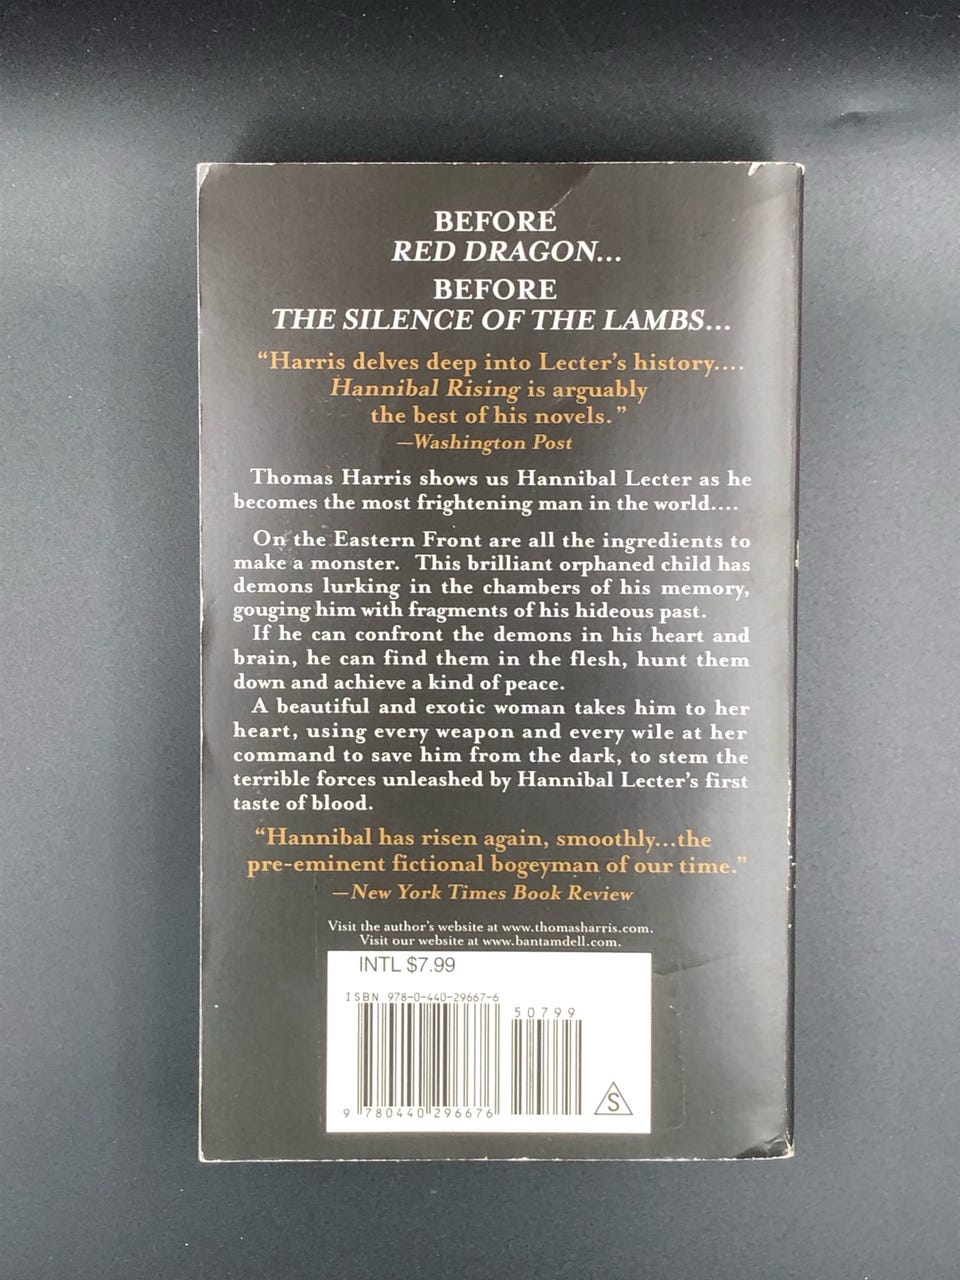 BEFORE
RED DRAGON...
BEFORE
THE SILENCE OF THE LAMBS...
“Harris delves deep into Lecter’s history....
Hannibal Rising is arguably
the best of his novels.”
—Washington Post
Thomas Harris shows us Hannibal Lecter as he
becomes the most frightening man in the world....
On the Eastern Front are all the ingredients to
make a monster. This brilliant orphaned child has
demons lurking in the chambers of his memory,
gouging him with fragments of his hideous past.
If he can confront the demons in his heart and
brain, he can find them in the flesh, hunt them
down and achieve a kind of peace.
A beautiful and exotic woman takes him to her
heart, using every weapon and every wile at her
command to save him from the dark, to stem the
terrible forces unleashed by Hannibal Lecter’s first
taste of blood.
“Hannibal has risen again, smoothly...the
pre-eminent fictional bogeyman of our time.”
—New York Times Book Review
Visit the author’s website at www.thomasharris.com.
Visit our website at www.bantamdell.com.
INTL $7.99
ISBN 978-0-440-29667-6
50799
9 780440 296676
S